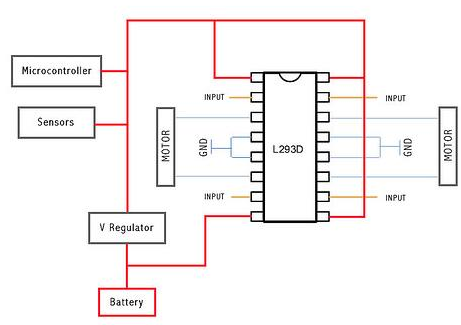 Microcontroller
INPUT
INPUT
Sensors
MOTOR
GND
L293D
GND
MOTOR
INPUT
INPUT
V Regulator
Battery